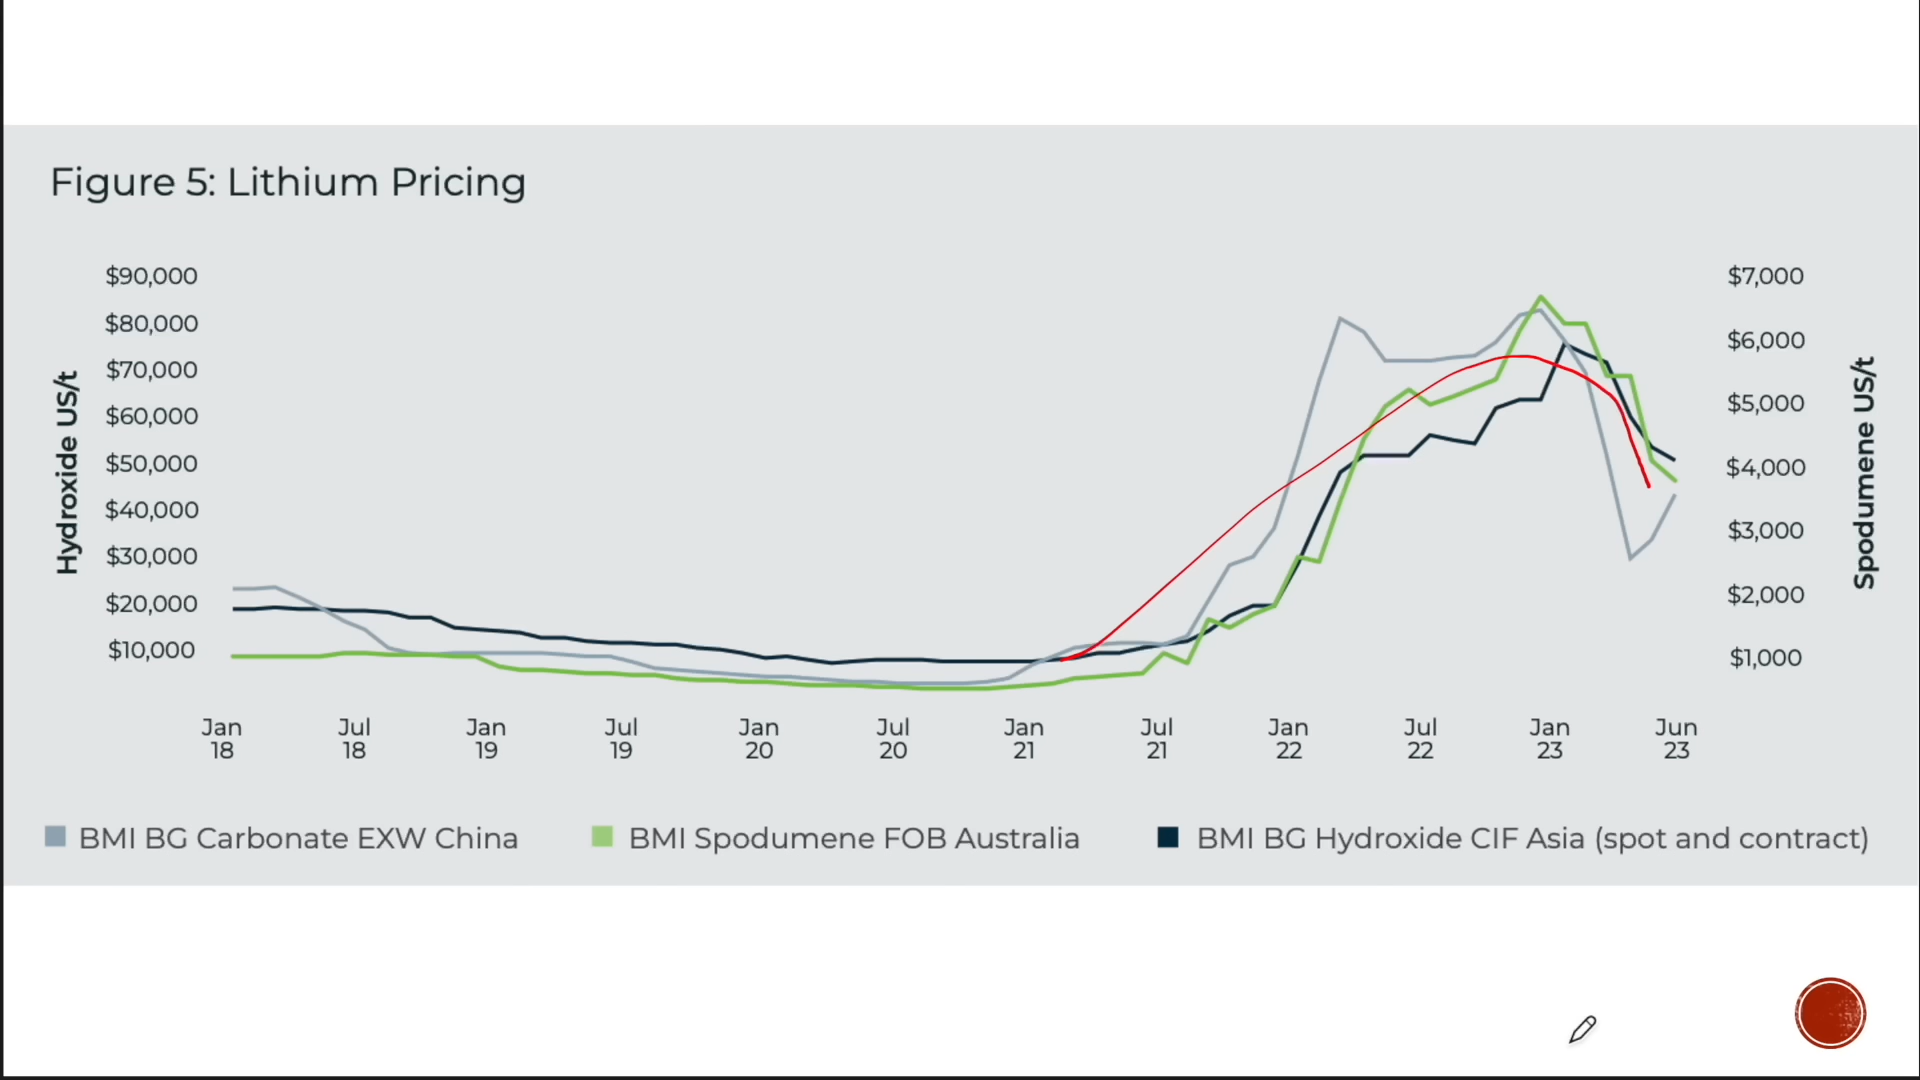 Figure 5: Lithium Pricing
Hydroxide US/t
$90,000
$80,000
$70,000
$60,000
$50,000
$40,000
$30,000
$20,000
$10,000
$7,000
$6,000
$5,000
$4,000
$3,000
$2,000
$1,000
Spodumene US/t
Jan 18
Jul 18
Jan 19
Jul 19
Jan 20
Jul 20
Jan 21
Jul 21
Jan 22
Jul 22
Jan 23
Jun 23
BMI BG Carbonate EXW China
BMI Spodumene FOB Australia
BMI BG Hydroxide CIF Asia (spot and contract)